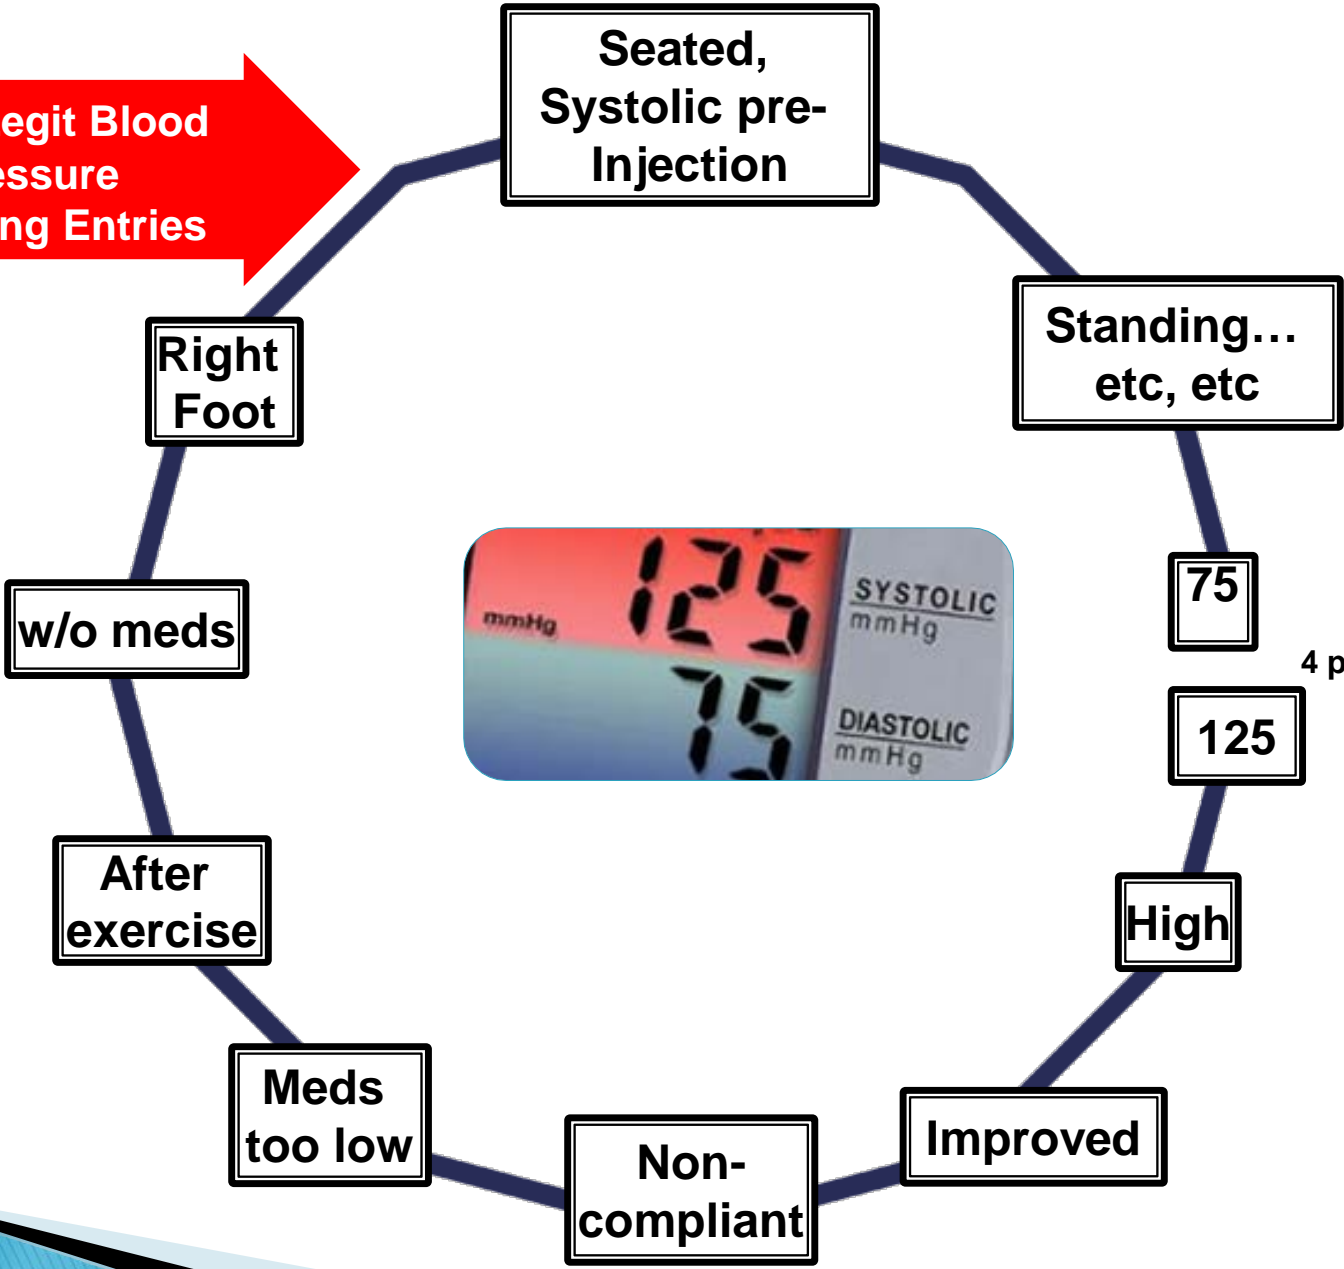 egit Blood
essure
ng Entries
Seated,
Systolic pre-
Injection
Standing…
etc, etc
Right
Foot
75
4 p
125
w/o meds
125
SYSTOLIC
mmHg
mmHg
75
DIASTOLIC
mmHg
After
exercise
High
Meds
too low
Non-
compliant
Improved